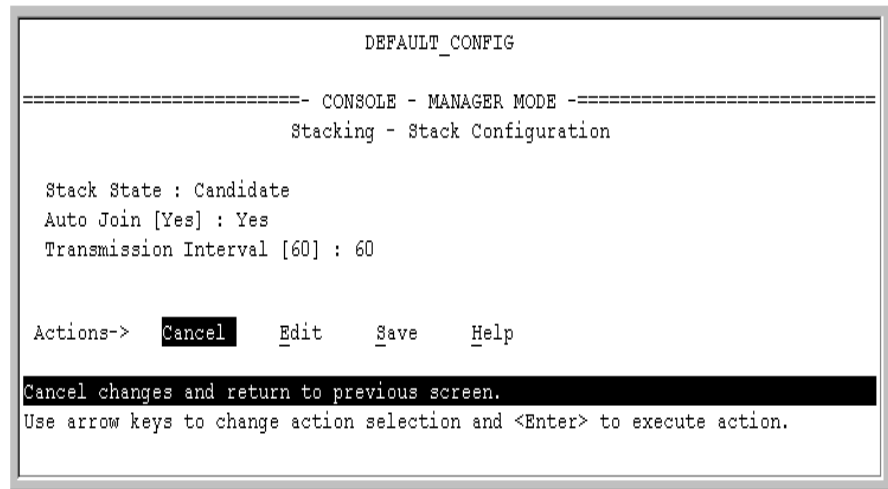 DEFAULT_CONFIG
==========================- CONSOLE - MANAGER MODE -============================
Stacking - Stack Configuration
Stack State : Candidate
Auto Join [Yes] : Yes
Transmission Interval [60] : 60
Actions-> Cancel Edit Save Help
Cancel changes and return to previous screen.
Use arrow keys to change action selection and <Enter> to execute action.